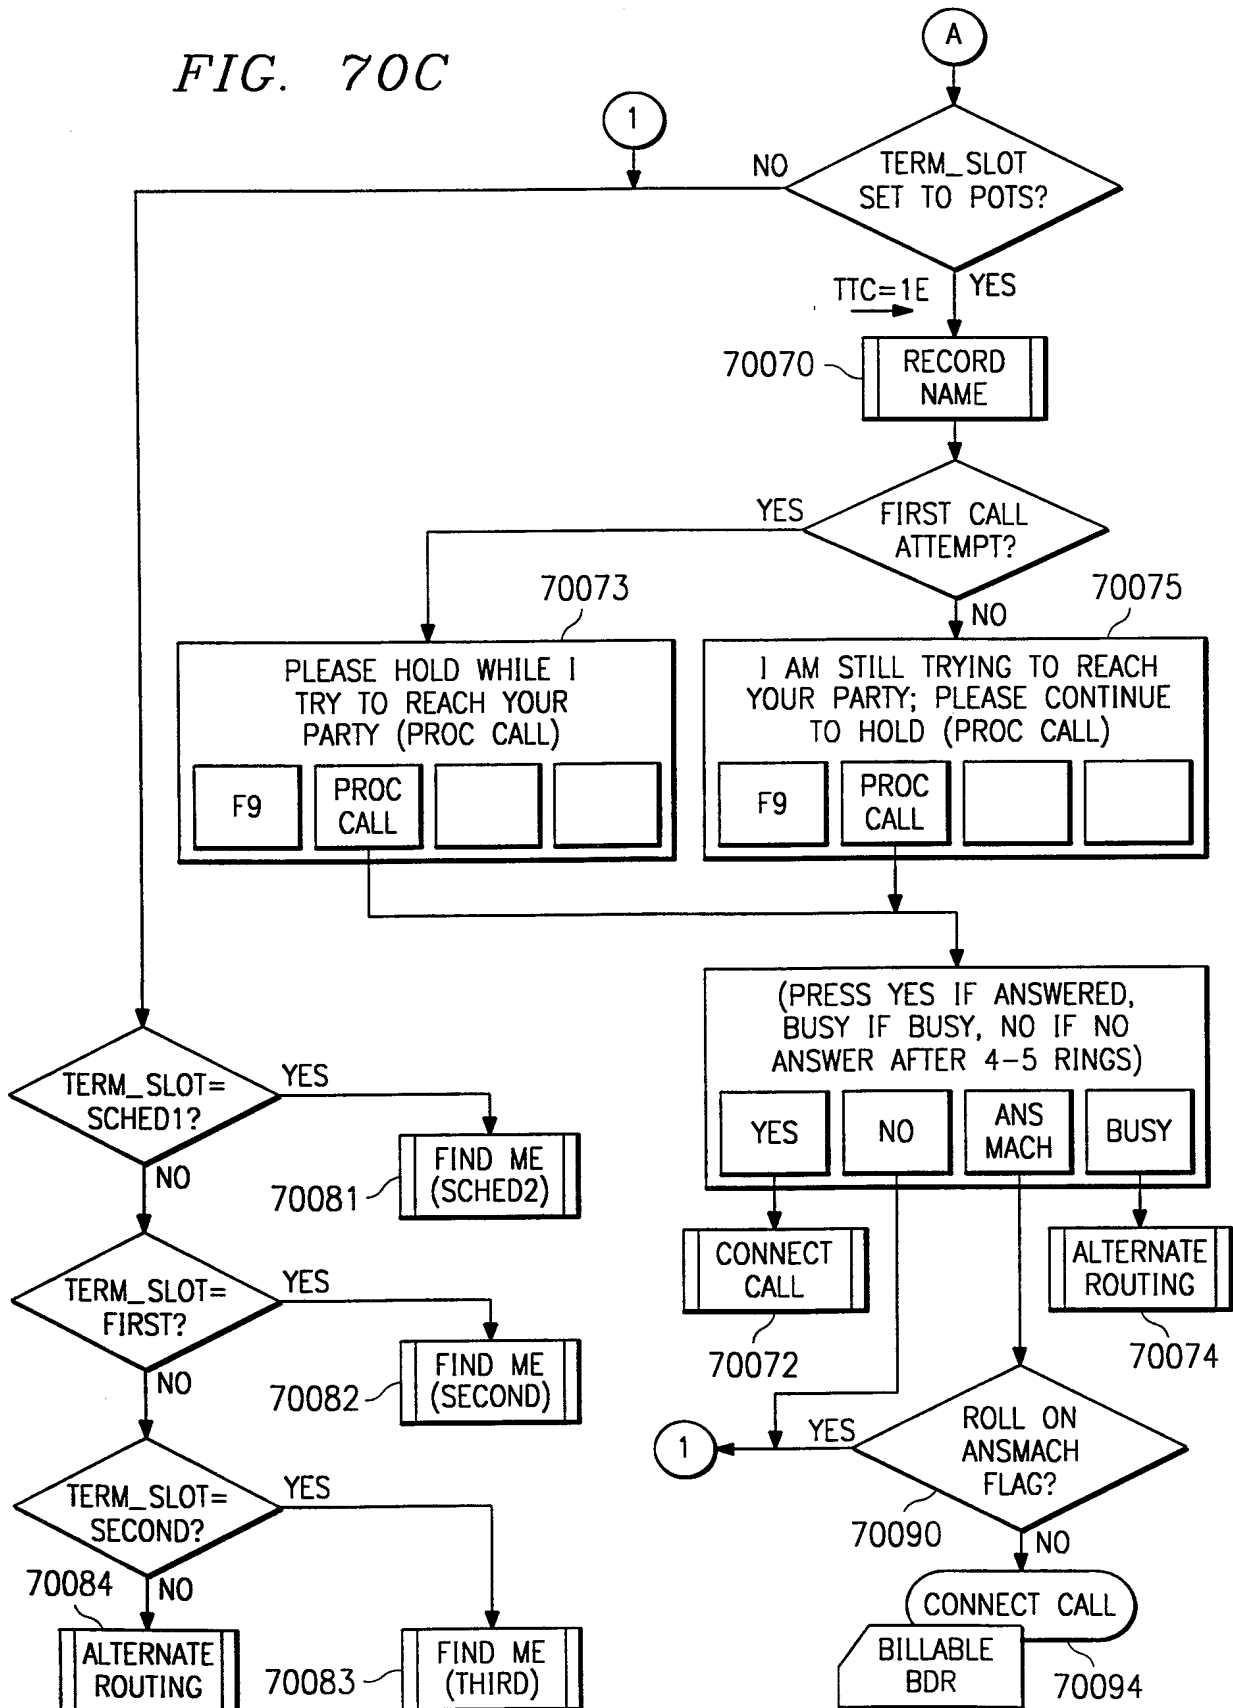 FIG. 70C
A
1
NO
TERM_SLOT
SET TO POTS?
YES
TTC=1E
70070
RECORD
NAME
YES
FIRST CALL
ATTEMPT?
NO
70073
70075
PLEASE HOLD WHILE I
TRY TO REACH YOUR
PARTY (PROC CALL)
F9
PROC
CALL
I AM STILL TRYING TO REACH
YOUR PARTY; PLEASE CONTINUE
TO HOLD (PROC CALL)
F9
PROC
CALL
(PRESS YES IF ANSWERED,
BUSY IF BUSY, NO IF NO
ANSWER AFTER 4-5 RINGS)
YES
NO
ANS
MACH
BUSY
TERM_SLOT=
SCHED1?
YES
NO
FIND ME
(SCHED2)
70081
CONNECT
CALL
70072
ALTERNATE
ROUTING
70074
TERM_SLOT=
FIRST?
YES
NO
FIND ME
(SECOND)
70082
1
YES
ROLL ON
ANSMACH
FLAG?
70090
NO
TERM_SLOT=
SECOND?
YES
NO
70084
ALTERNATE
ROUTING
70083
FIND ME
(THIRD)
CONNECT CALL
BILLABLE
BDR
70094